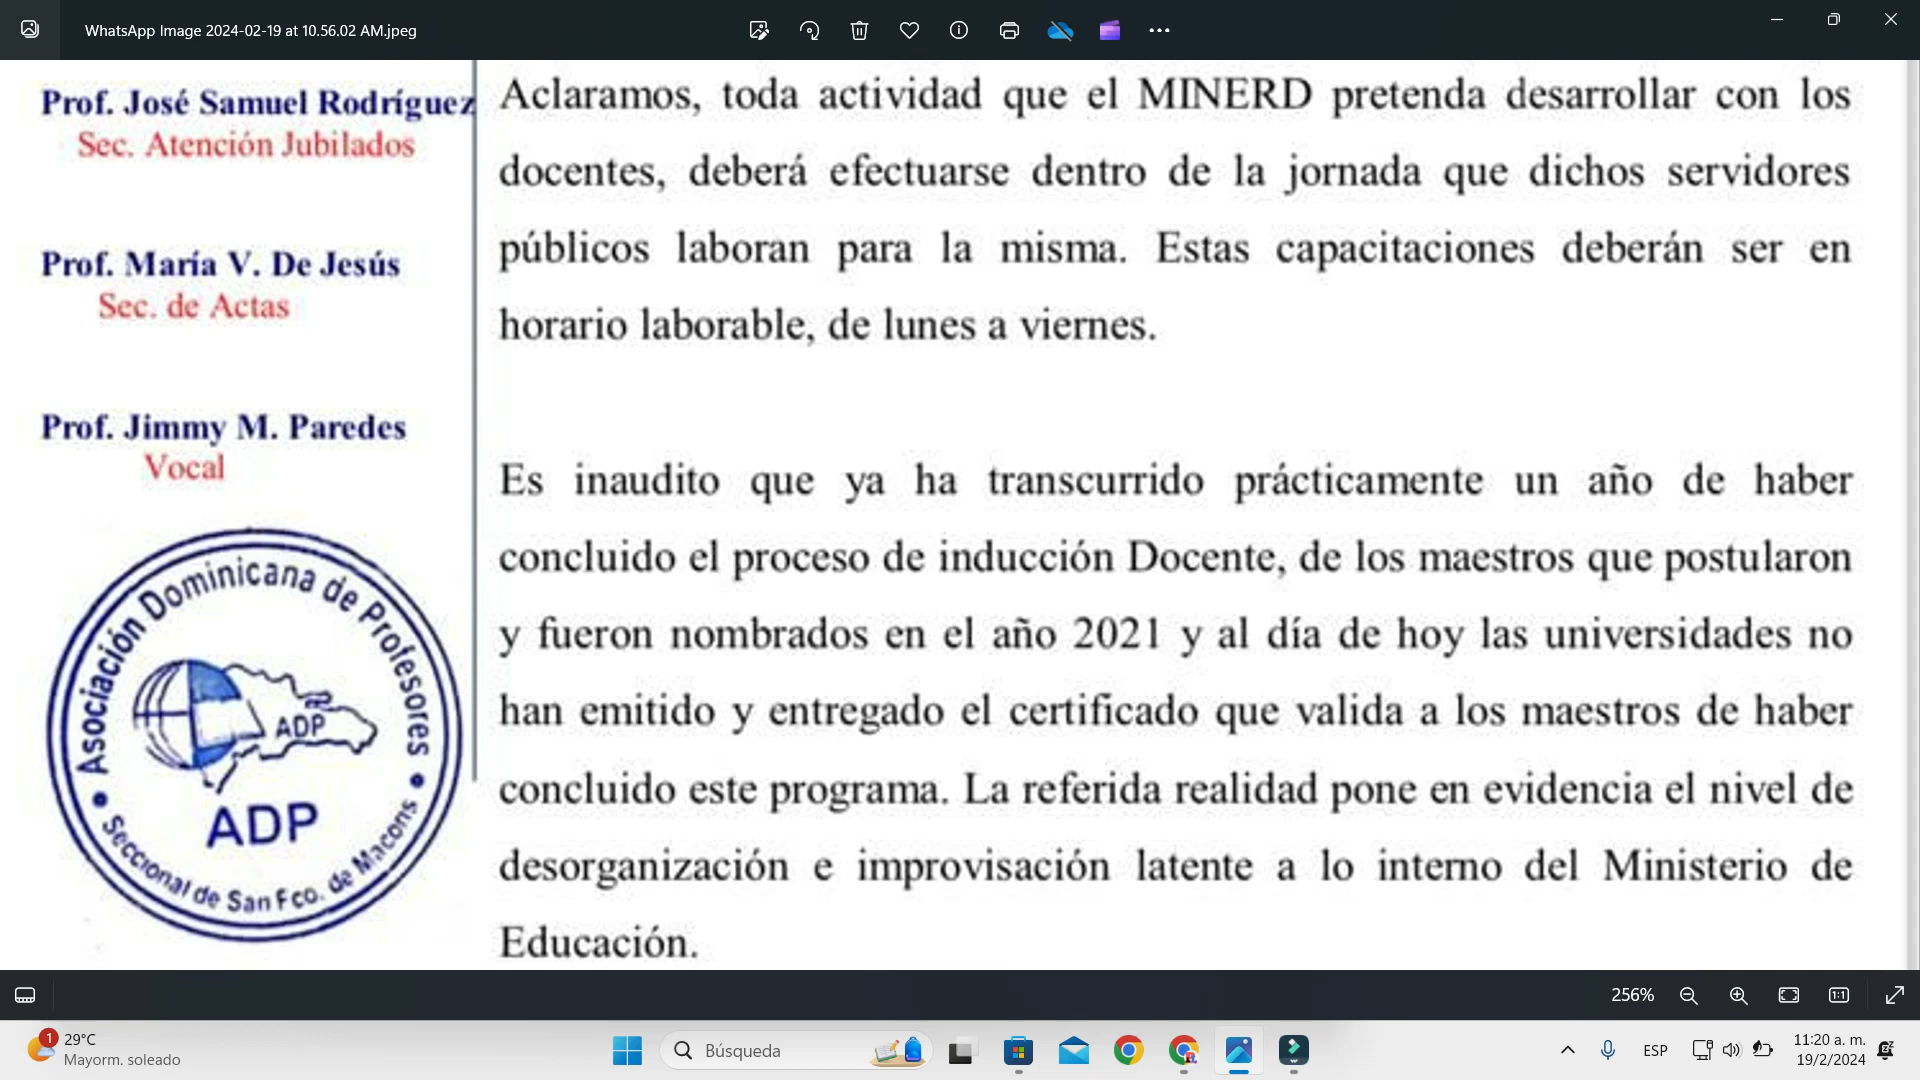 WhatsApp Image 2024-02-19 at 10.56.02 AM.jpeg
Prof. José Samuel Rodríguez
Sec. Atención Jubilados
Prof. María V. De Jesús
Sec. de Actas
Prof. Jimmy M. Paredes
Vocal
Asociación Dominicana de Profesores
ADP
ADP
Seccional de San Fco. de Macorís
Aclaramos, toda actividad que el MINERD pretenda desarrollar con los
docentes, deberá efectuarse dentro de la jornada que dichos servidores
públicos laboran para la misma. Estas capacitaciones deberán ser en
horario laborable, de lunes a viernes.
Es inaudito que ya ha transcurrido prácticamente un año de haber
concluido el proceso de inducción Docente, de los maestros que postularon
y fueron nombrados en el año 2021 y al día de hoy las universidades no
han emitido y entregado el certificado que valida a los maestros de haber
concluido este programa. La referida realidad pone en evidencia el nivel de
desorganización e improvisación latente a lo interno del Ministerio de
Educación.
256%
1:1
1
29°C
Mayorm. soleado
Búsqueda
ESP
11:20 a. m.
19/2/2024